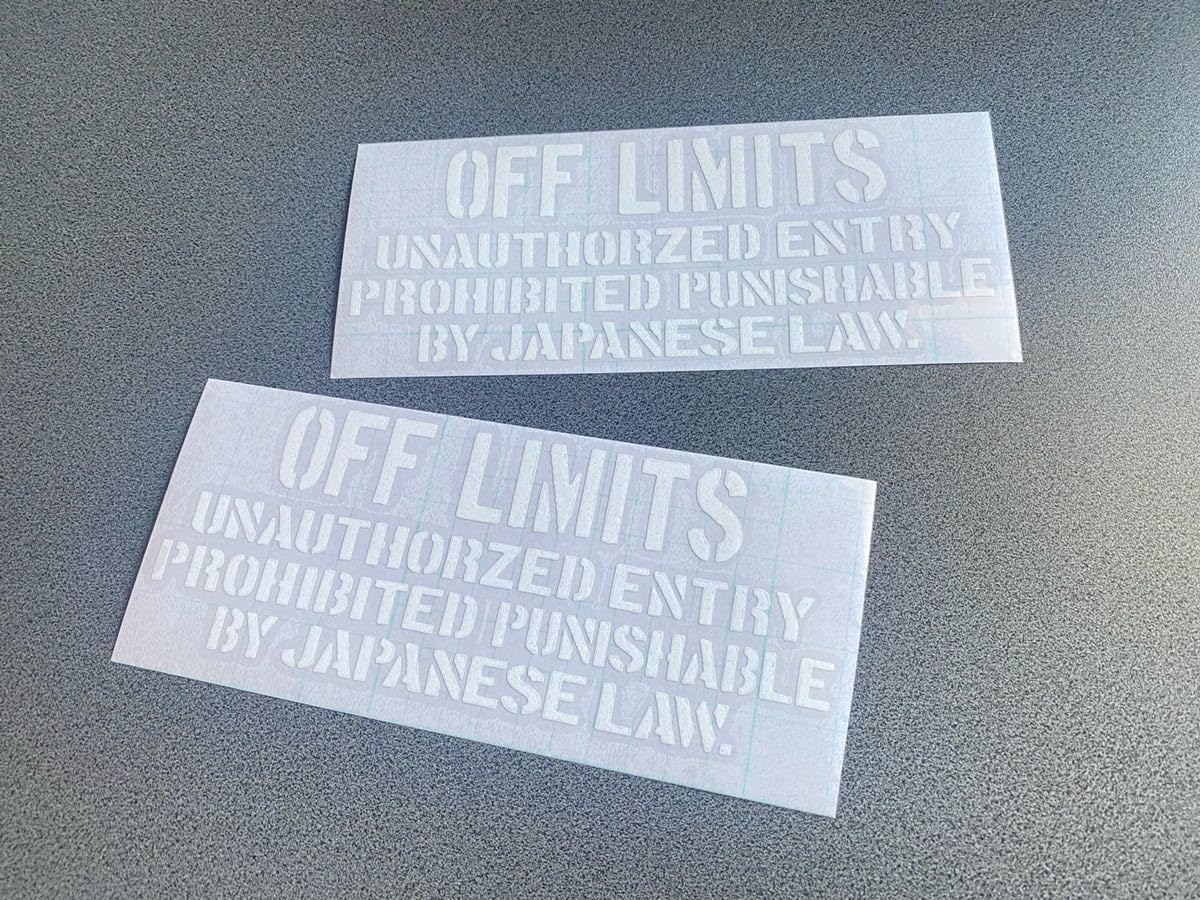 OFF LIMITS
UNAUTHORZED ENTRY
PROHIBITED PUNISHABLE
BY JAPANESE LAW.
OFF LIMITS
UNAUTHORZED ENTRY
PROHIBITED PUNISHABLE
BY JAPANESE LAW.